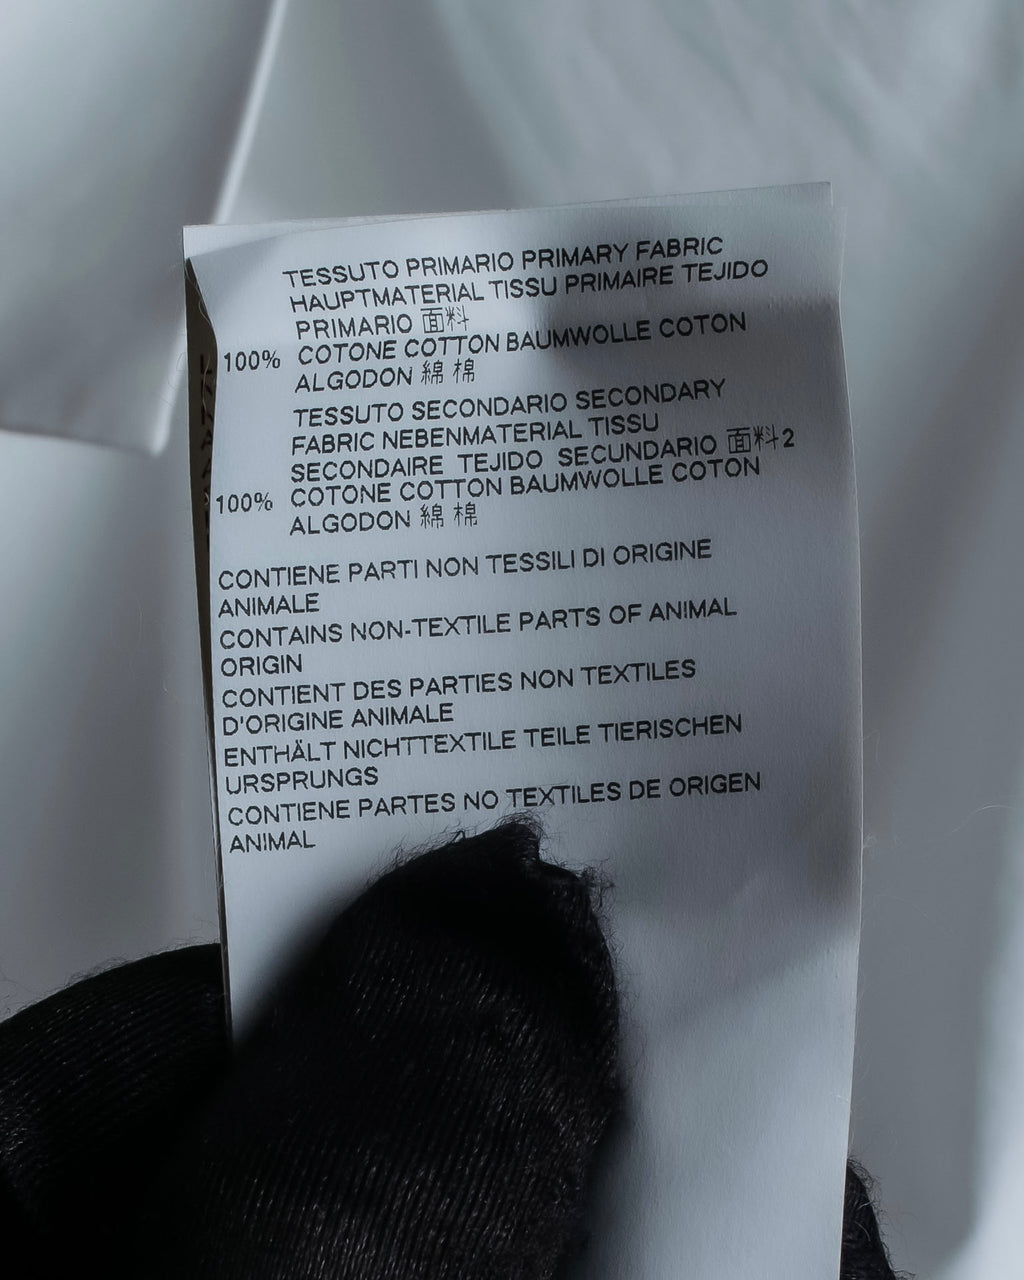 TESSUTO PRIMARIO PRIMARY FABRIC
HAUPTMATERIAL TISSU PRIMAIRE TEJIDO
PRIMARIO 面料
100% COTONE COTTON BAUMWOLLE COTON
ALGODON 綿 棉
TESSUTO SECONDARIO SECONDARY
FABRIC NEBENMATERIAL TISSU
SECONDAIRE TEJIDO SECUNDARIO 面料2
100% COTONE COTTON BAUMWOLLE COTON
ALGODON 綿 棉
CONTIENE PARTI NON TESSILI DI ORIGINE
ANIMALE
CONTAINS NON-TEXTILE PARTS OF ANIMAL
ORIGIN
CONTIENT DES PARTIES NON TEXTILES
D'ORIGINE ANIMALE
ENTHÄLT NICHTTEXTILE TEILE TIERISCHEN
URSPRUNGS
CONTIENE PARTES NO TEXTILES DE ORIGEN
ANIMAL